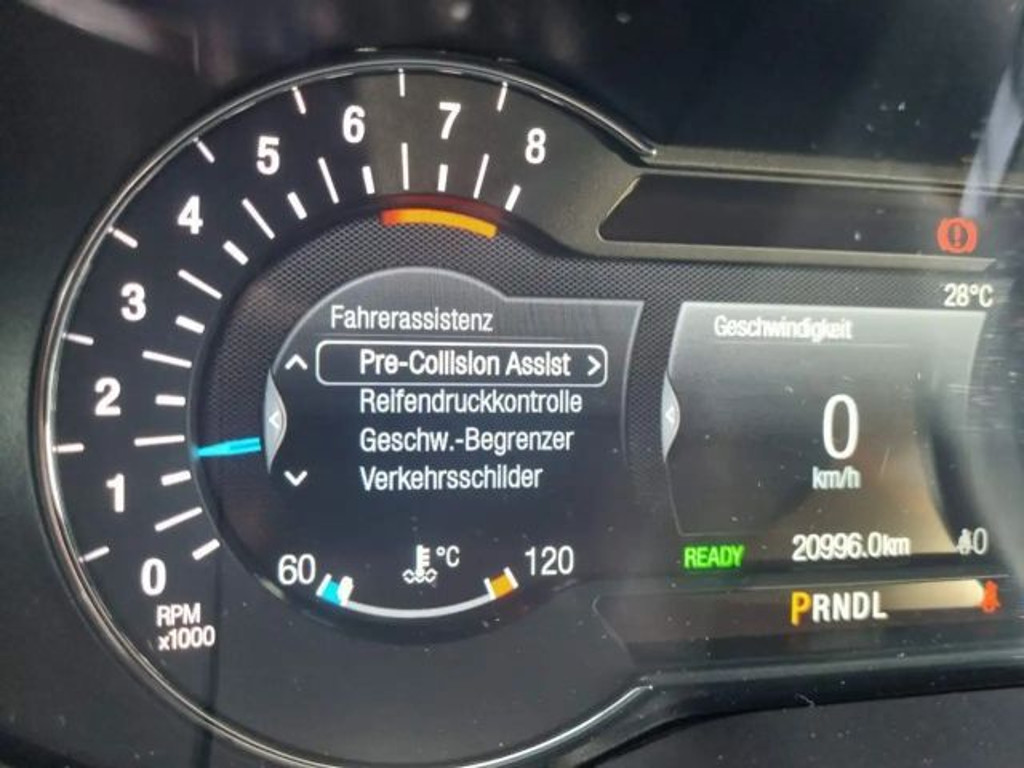 0
1
2
3
4
5
6
7
8
RPM
x1000
Fahrerassistenz
Pre-Collision Assist >
Reifendruckkontrolle
Geschw.-Begrenzer
Verkehrsschilder
60
°C
120
28°C
Geschwindigkeit
0
km/h
READY
20996.0km
PRNDL